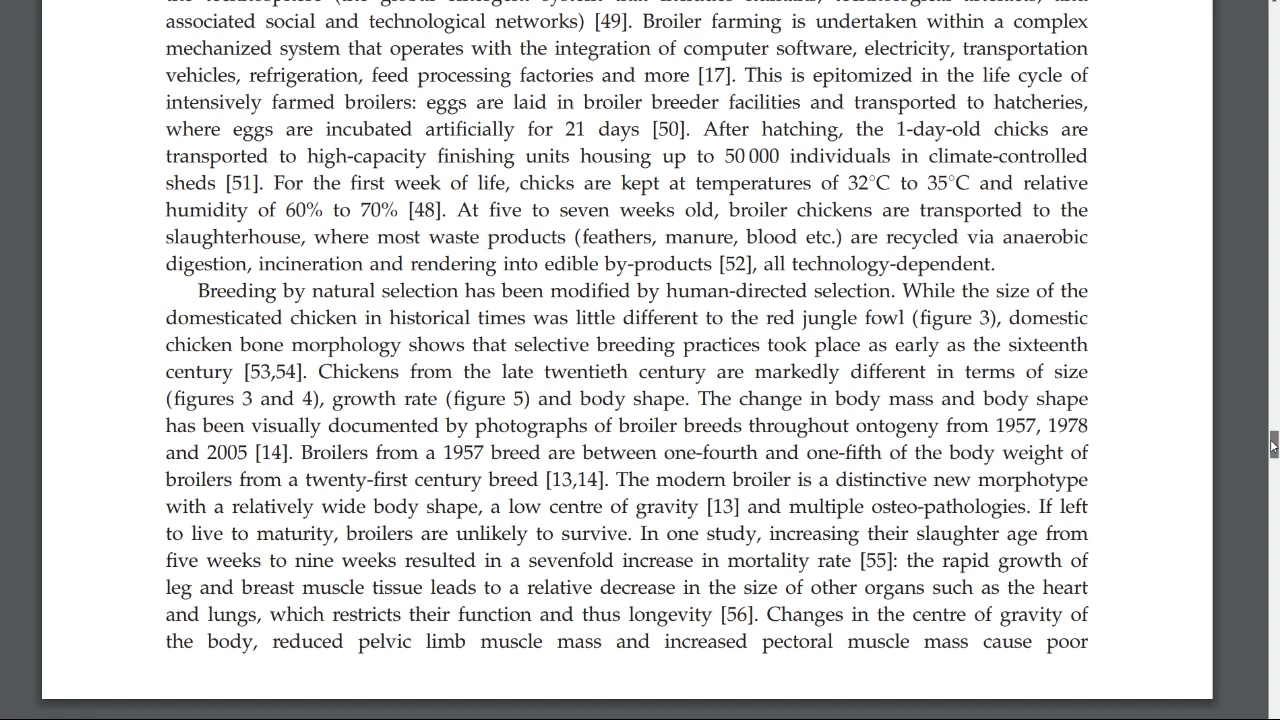 associated social and technological networks) [49]. Broiler farming is undertaken within a complex
mechanized system that operates with the integration of computer software, electricity, transportation
vehicles, refrigeration, feed processing factories and more [17]. This is epitomized in the life cycle of
intensively farmed broilers: eggs are laid in broiler breeder facilities and transported to hatcheries,
where eggs are incubated artificially for 21 days [50]. After hatching, the 1-day-old chicks are
transported to high-capacity finishing units housing up to 50 000 individuals in climate-controlled
sheds [51]. For the first week of life, chicks are kept at temperatures of 32°C to 35°C and relative
humidity of 60% to 70% [48]. At five to seven weeks old, broiler chickens are transported to the
slaughterhouse, where most waste products (feathers, manure, blood etc.) are recycled via anaerobic
digestion, incineration and rendering into edible by-products [52], all technology-dependent.
Breeding by natural selection has been modified by human-directed selection. While the size of the
domesticated chicken in historical times was little different to the red jungle fowl (figure 3), domestic
chicken bone morphology shows that selective breeding practices took place as early as the sixteenth
century [53,54]. Chickens from the late twentieth century are markedly different in terms of size
(figures 3 and 4), growth rate (figure 5) and body shape. The change in body mass and body shape
has been visually documented by photographs of broiler breeds throughout ontogeny from 1957, 1978
and 2005 [14]. Broilers from a 1957 breed are between one-fourth and one-fifth of the body weight of
broilers from a twenty-first century breed [13,14]. The modern broiler is a distinctive new morphotype
with a relatively wide body shape, a low centre of gravity [13] and multiple osteo-pathologies. If left
to live to maturity, broilers are unlikely to survive. In one study, increasing their slaughter age from
five weeks to nine weeks resulted in a sevenfold increase in mortality rate [55]: the rapid growth of
leg and breast muscle tissue leads to a relative decrease in the size of other organs such as the heart
and lungs, which restricts their function and thus longevity [56]. Changes in the centre of gravity of
the body, reduced pelvic limb muscle mass and increased pectoral muscle mass cause poor